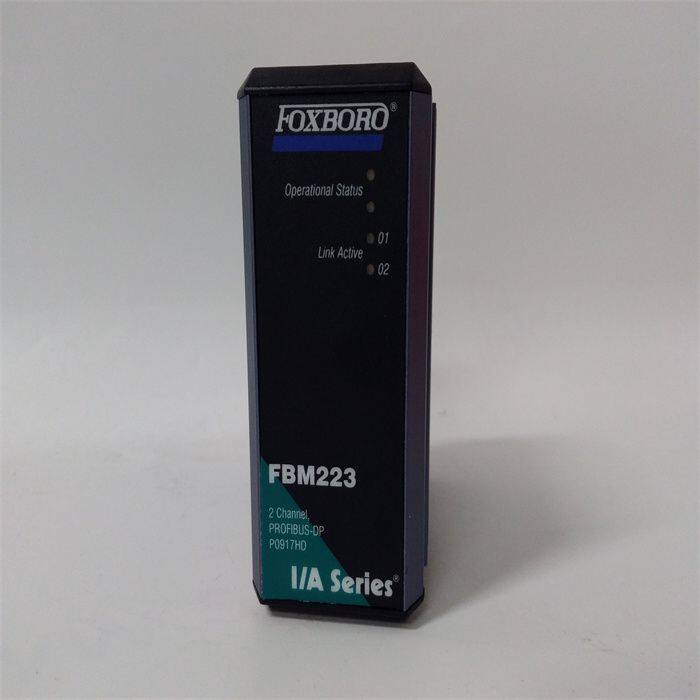 FOXBORO®
Operational Status
01
Link Active
02
FBM223
2 Channel,
PROFIBUS-DP
P0917HD
I/A Series®